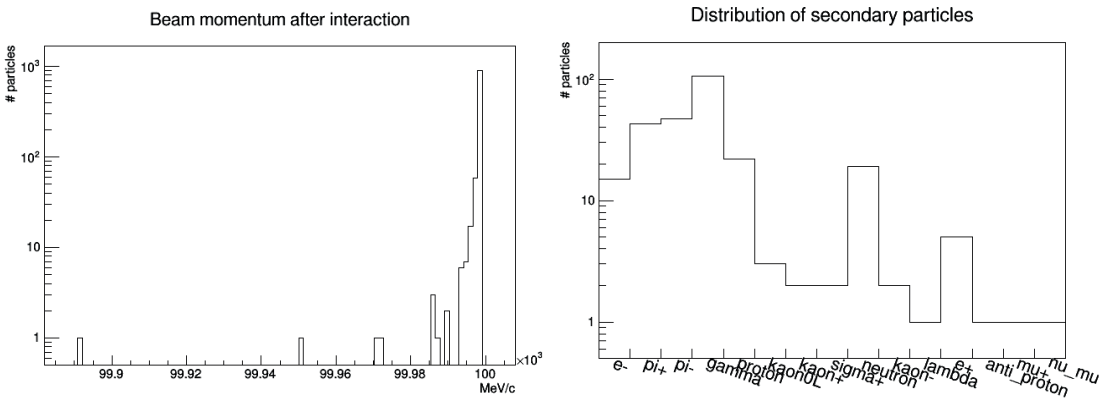 Beam momentum after interaction
# particles
10³
10²
10
1
99.9
99.92
99.94
99.96
99.98
100
×10³
MeV/c
Distribution of secondary particles
# particles
10²
10
1
e-
pi+
pi-
gamma
proton
kaon0L
kaon+
sigma+
neutron
kaon-
lambda
e+
anti_proton
mu+
nu_mu